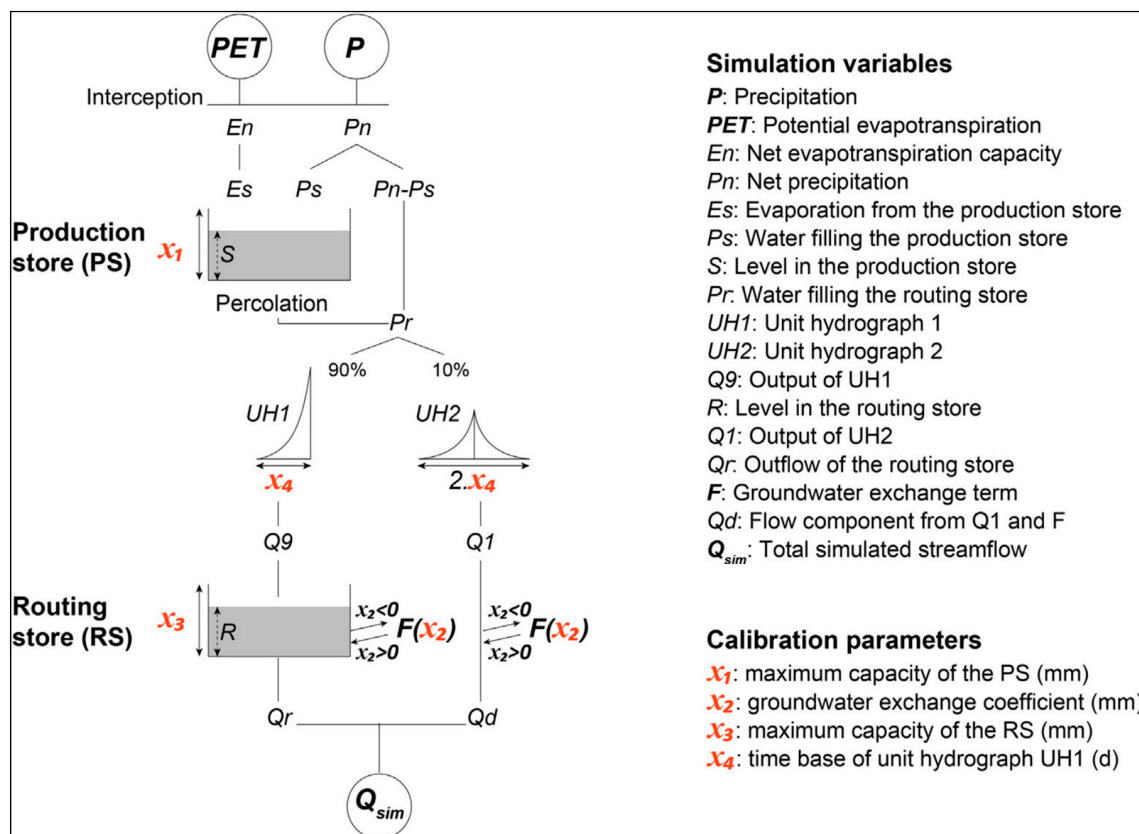 PET
P
Interception
En
Pn
Es
Ps
Pn-Ps
Production
store (PS)
x1
S
Percolation
Pr
90%
10%
UH1
UH2
x4
2.x4
Q9
Q1
Routing
store (RS)
x3
R
x2<0
F(x2)
x2>0
x2<0
F(x2)
x2>0
Qr
Qd
Qsim
Simulation variables
P: Precipitation
PET: Potential evapotranspiration
En: Net evapotranspiration capacity
Pn: Net precipitation
Es: Evaporation from the production store
Ps: Water filling the production store
S: Level in the production store
Pr: Water filling the routing store
UH1: Unit hydrograph 1
UH2: Unit hydrograph 2
Q9: Output of UH1
R: Level in the routing store
Q1: Output of UH2
Qr: Outflow of the routing store
F: Groundwater exchange term
Qd: Flow component from Q1 and F
Qsim: Total simulated streamflow
Calibration parameters
x1: maximum capacity of the PS (mm)
x2: groundwater exchange coefficient (mm)
x3: maximum capacity of the RS (mm)
x4: time base of unit hydrograph UH1 (d)